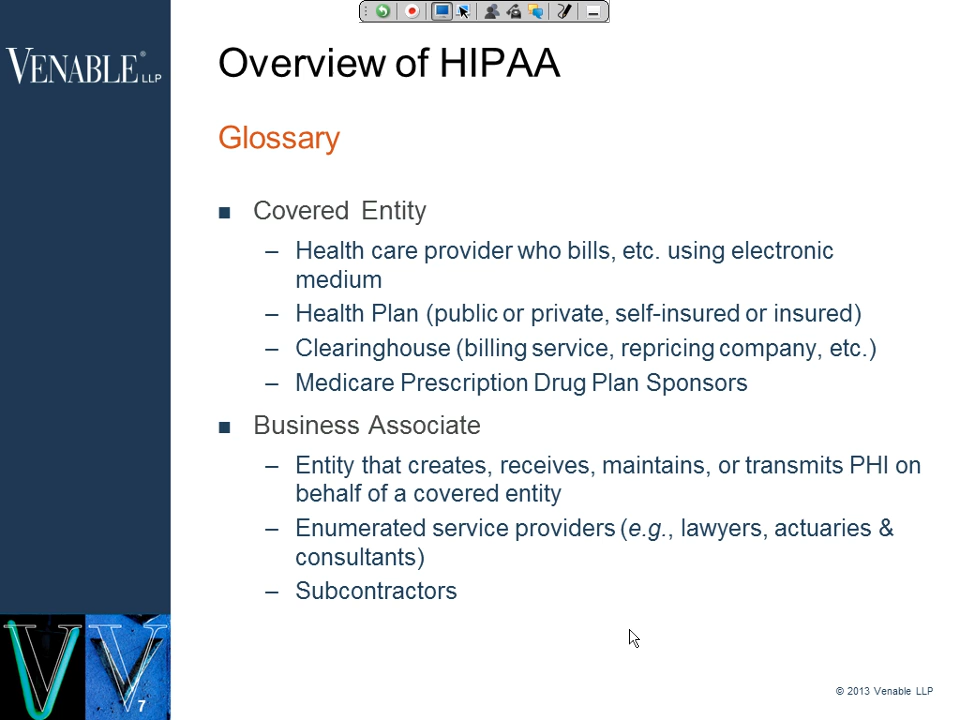 VENABLE® LLP
Overview of HIPAA
Glossary
■ Covered Entity
– Health care provider who bills, etc. using electronic
medium
– Health Plan (public or private, self-insured or insured)
– Clearinghouse (billing service, repricing company, etc.)
– Medicare Prescription Drug Plan Sponsors
■ Business Associate
– Entity that creates, receives, maintains, or transmits PHI on
behalf of a covered entity
– Enumerated service providers (e.g., lawyers, actuaries &
consultants)
– Subcontractors
V V
7
© 2013 Venable LLP